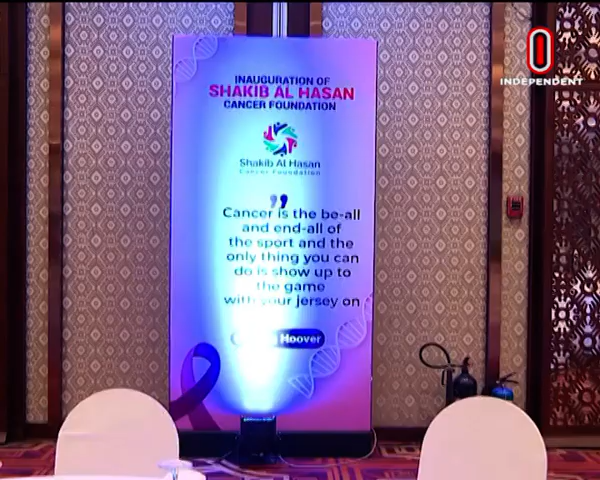 INDEPENDENT
INAUGURATION OF
SHAKIB AL HASAN
CANCER FOUNDATION
Shakib Al Hasan
Cancer Foundation
”
Cancer is the be-all
and end-all of
the sport and the
only thing you can
do is show up to
the game
with your jersey on
Hoover